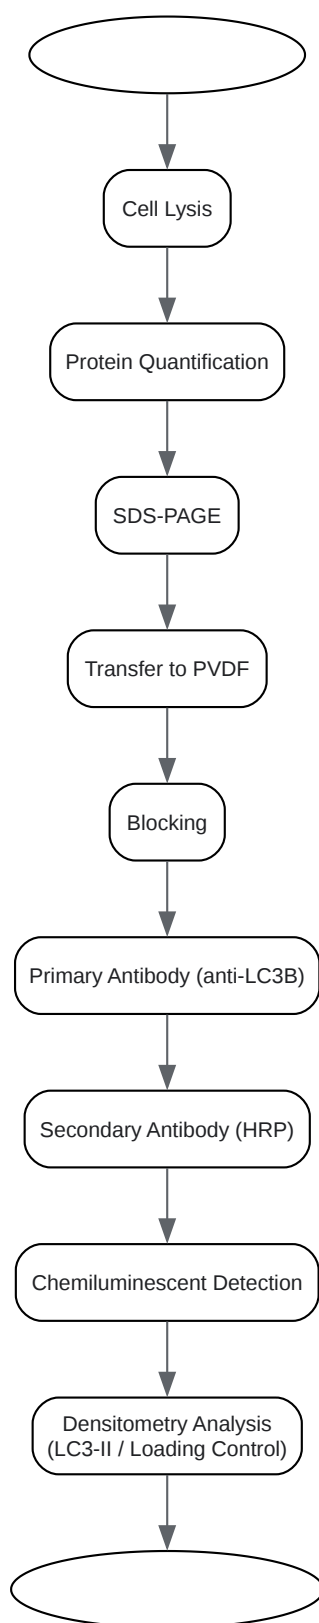 Cell Lysis
Protein Quantification
SDS-PAGE
Transfer to PVDF
Blocking
Primary Antibody (anti-LC3B)
Secondary Antibody (HRP)
Chemiluminescent Detection
Densitometry Analysis
(LC3-II / Loading Control)